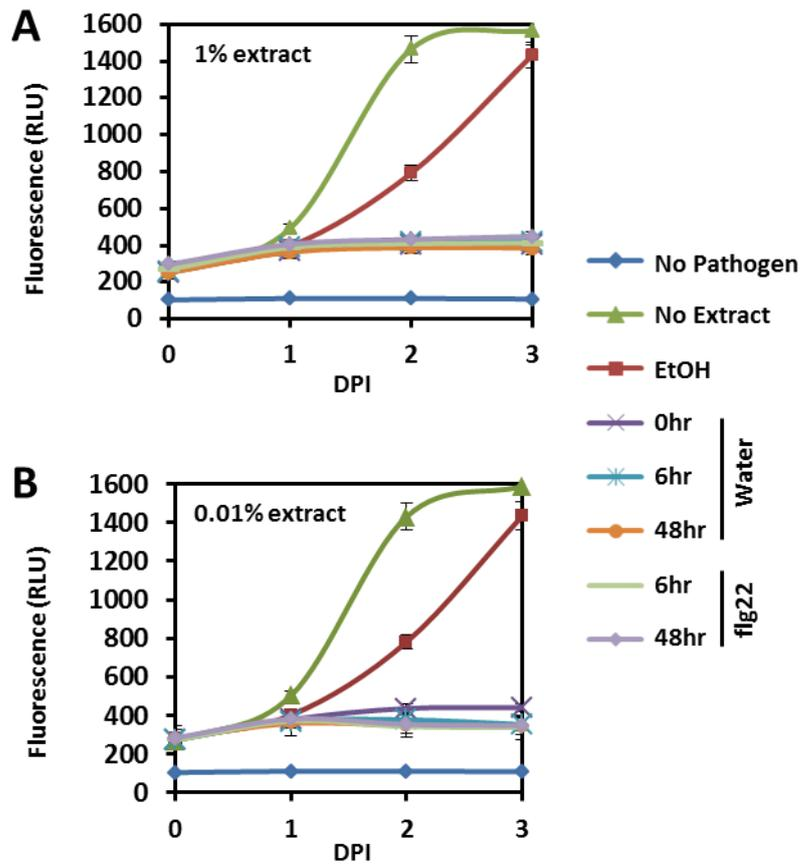 A
1% extract
Fluorescence (RLU)
1600
1400
1200
1000
800
600
400
200
0
0 1 2 3
DPI
B
0.01% extract
Fluorescence (RLU)
1600
1400
1200
1000
800
600
400
200
0
0 1 2 3
DPI
No Pathogen
No Extract
EtOH
0hr
6hr
48hr
Water
6hr
48hr
flg22